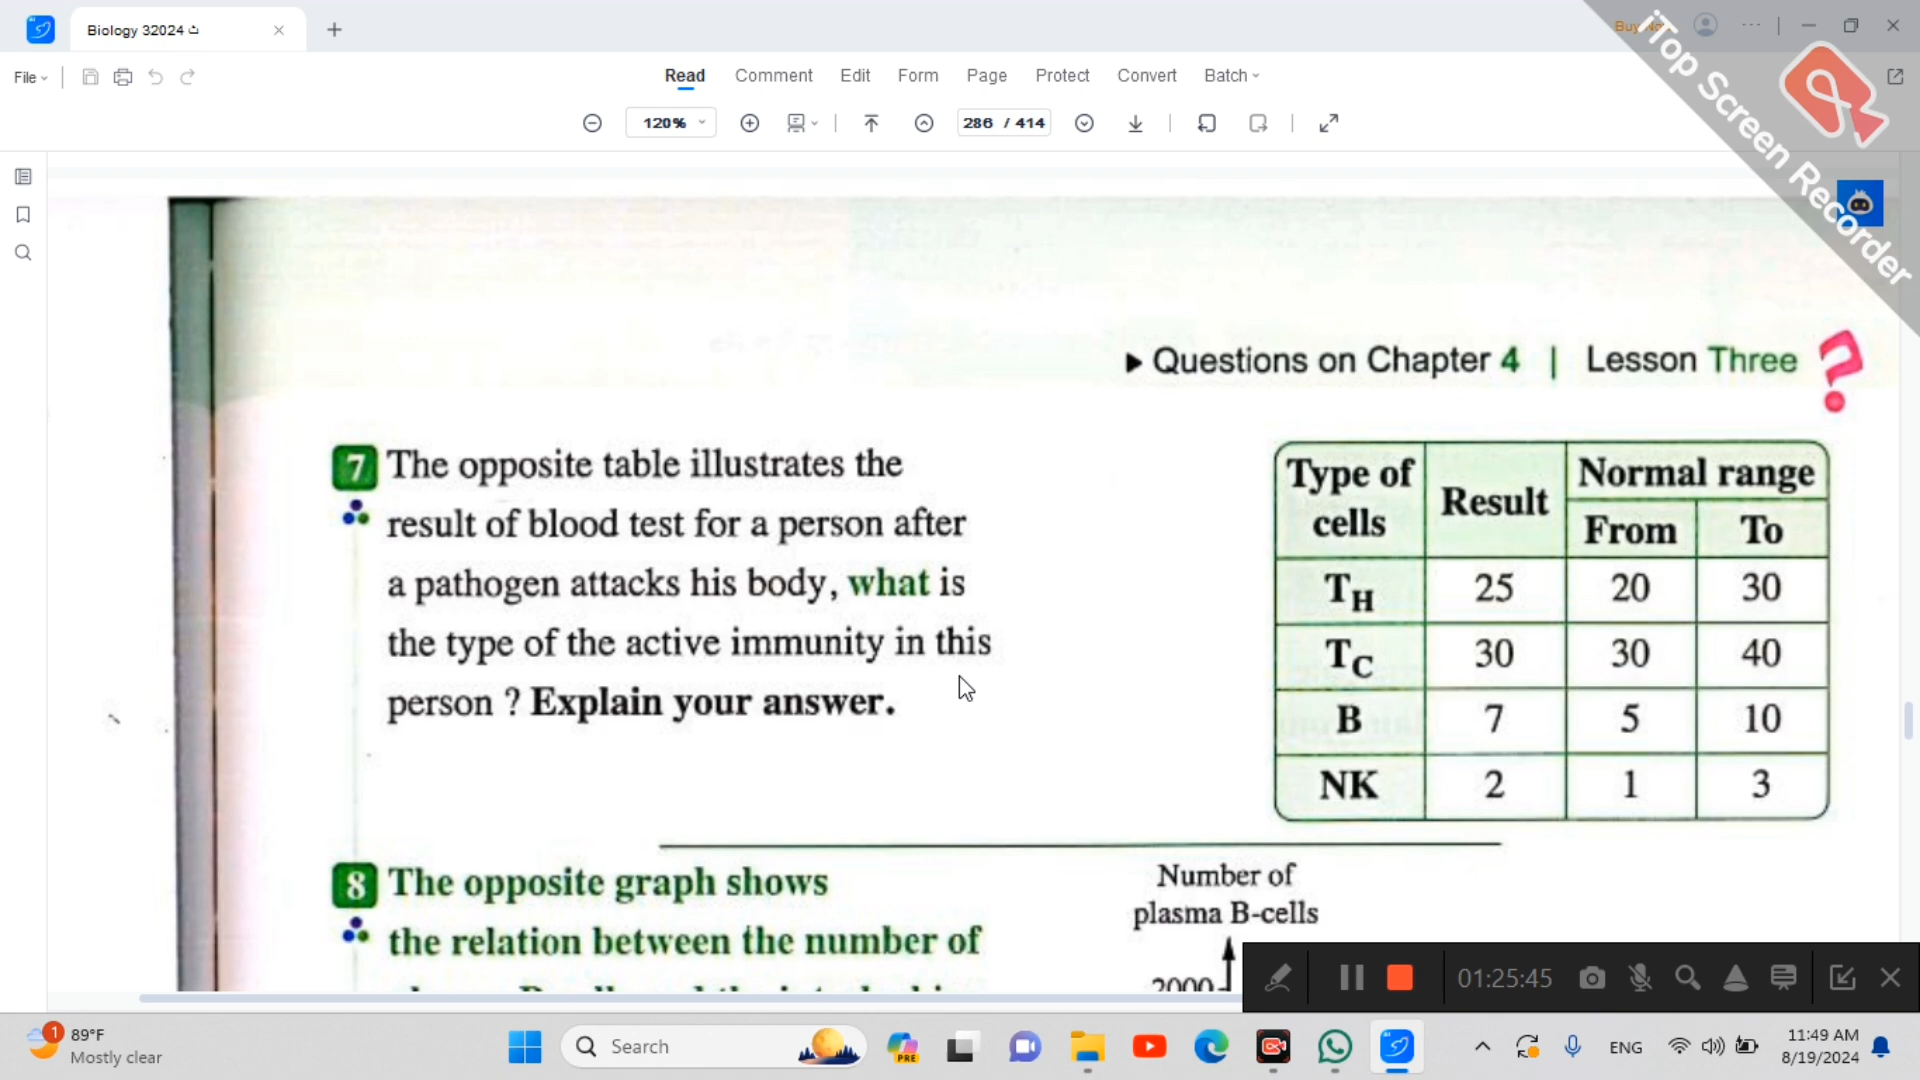 Biology 32024 ث
Buy
iTop Screen Recorder
File
Read Comment Edit Form Page Protect Convert Batch
120%
286 / 414
Questions on Chapter 4 | Lesson Three ?
7 The opposite table illustrates the
result of blood test for a person after
a pathogen attacks his body, what is
the type of the active immunity in this
person ? Explain your answer.
Type of cells Result Normal range
From To
TH 25 20 30
TC 30 30 40
B 7 5 10
NK 2 1 3
8 The opposite graph shows
the relation between the number of
Number of
plasma B-cells
2000
01:25:45
1
89°F
Mostly clear
Search
PRE
ENG
11:49 AM
8/19/2024